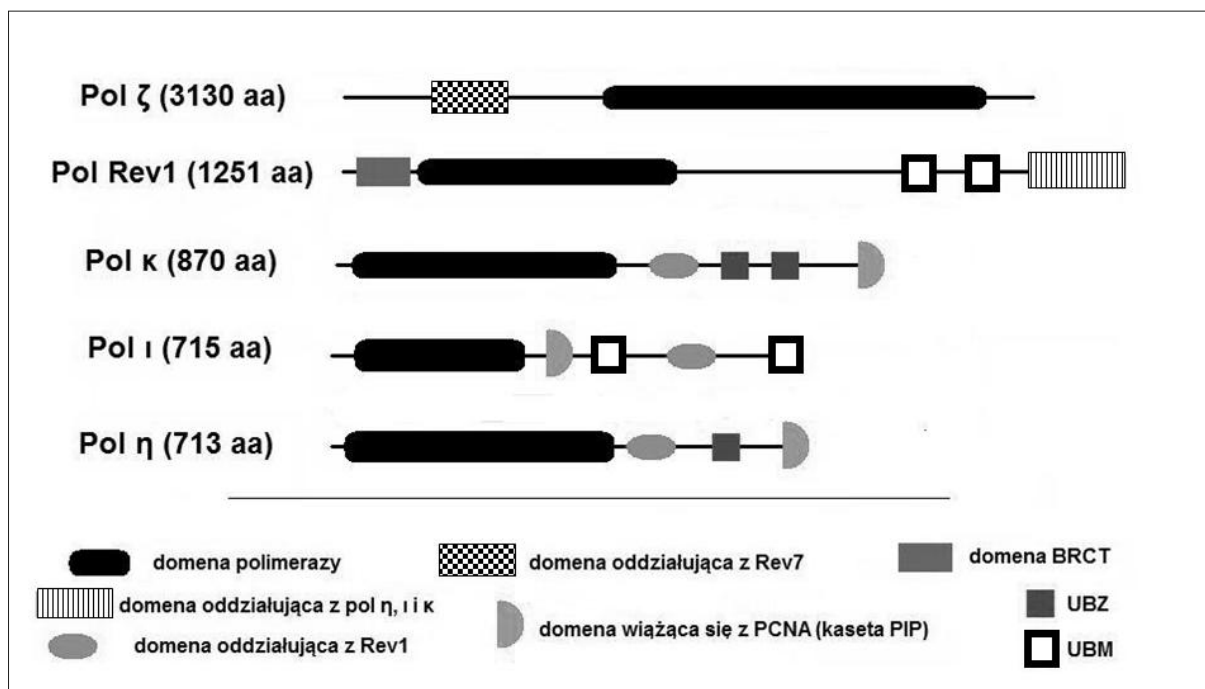 Pol ζ (3130 aa)
Pol Rev1 (1251 aa)
Pol κ (870 aa)
Pol ι (715 aa)
Pol η (713 aa)
domena polimerazy
domena oddziałująca z Rev7
domena BRCT
domena oddziałująca z pol η, ι i κ
domena wiążąca się z PCNA (kaseta PIP)
UBZ
domena oddziałująca z Rev1
UBM